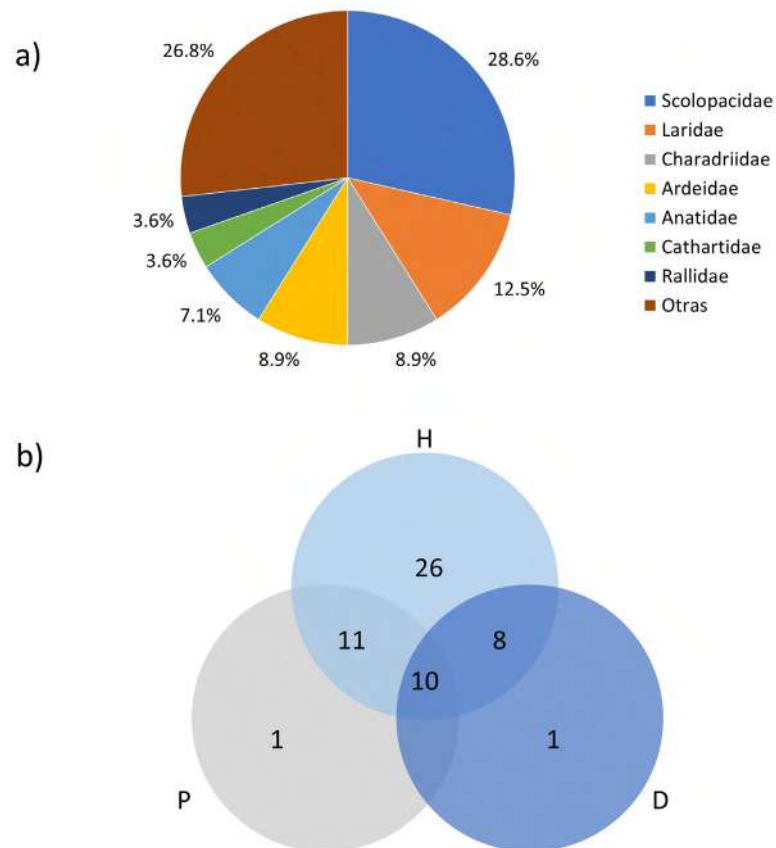 a)
26.8%
28.6%
3.6%
3.6%
7.1%
8.9%
8.9%
12.5%
Scolopacidae
Laridae
Charadriidae
Ardeidae
Anatidae
Cathartidae
Rallidae
Otras
b)
H
26
11
8
10
1
1
P
D